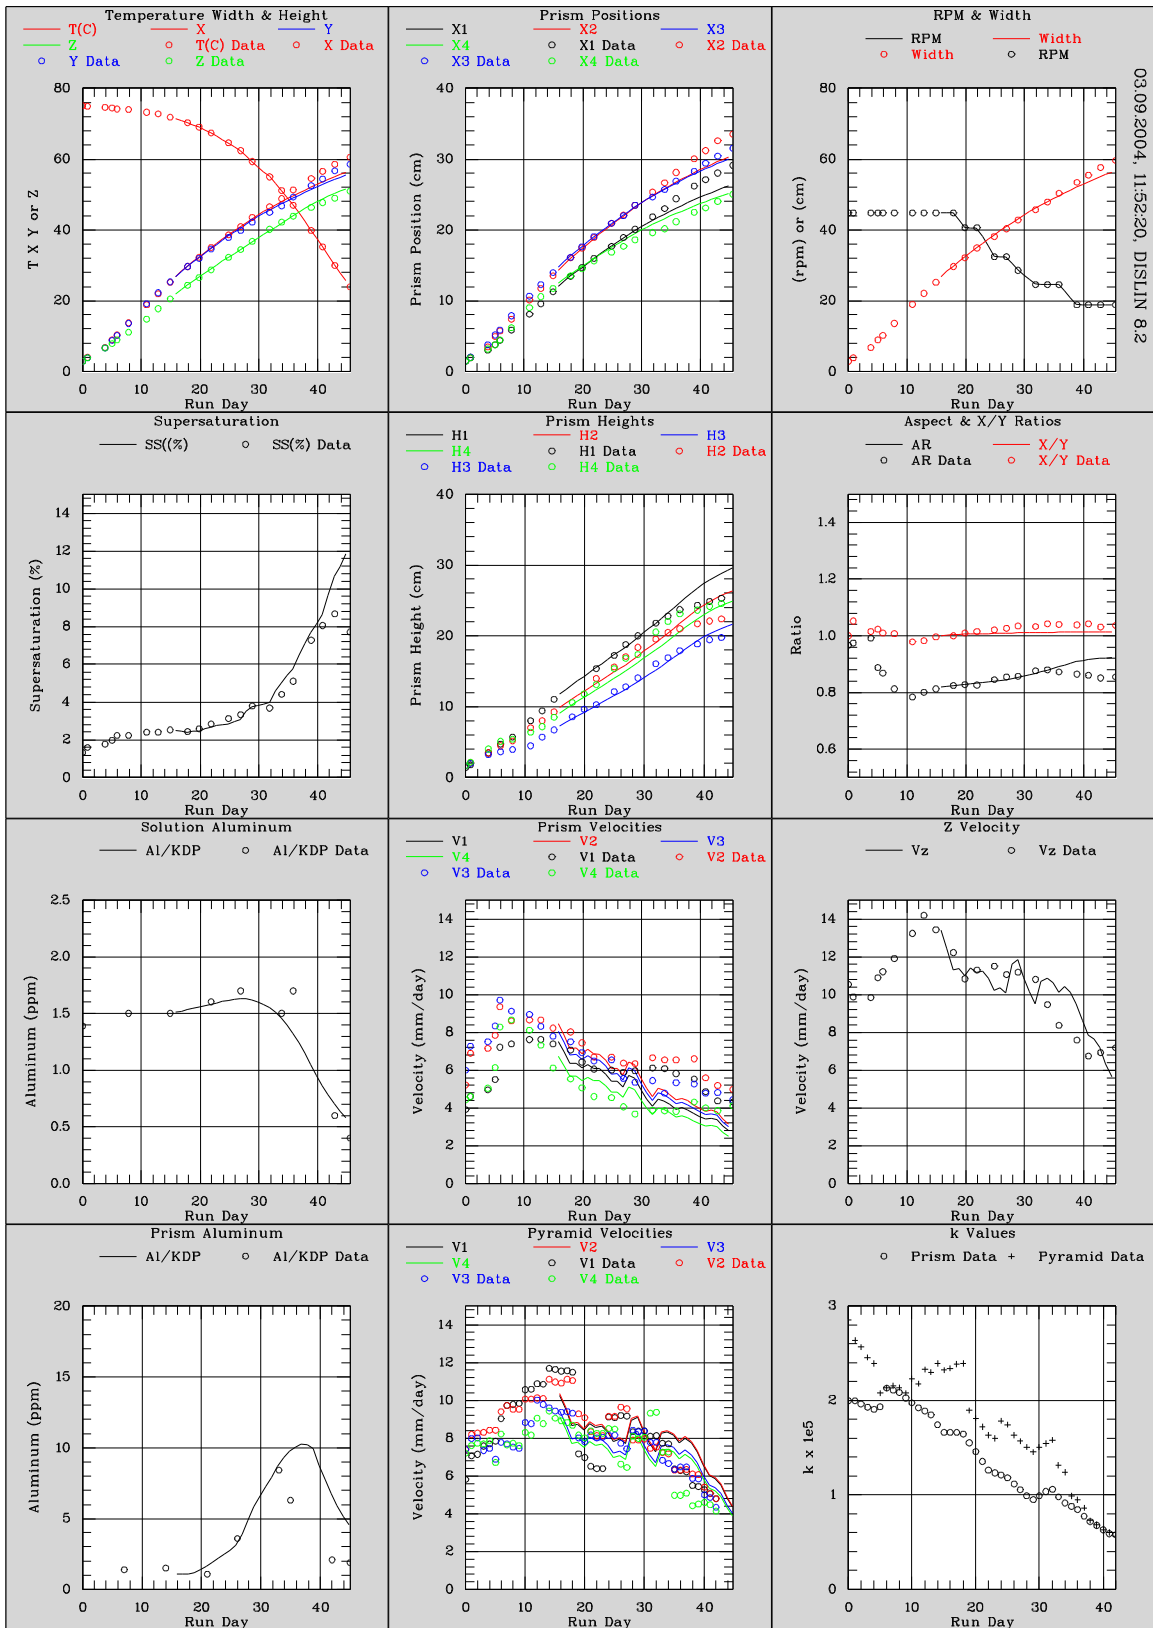 Temperature Width & Height
T(C) X Y
Z T(C) Data X Data
Y Data Z Data
T X Y or Z
80
60
40
20
0
0 10 20 30 40
Run Day
Prism Positions
X1 X2 X3
X4 X1 Data X2 Data
X3 Data X4 Data
Prism Position (cm)
40
30
20
10
0
0 10 20 30 40
Run Day
RPM & Width
RPM Width
Width RPM
(rpm) or (cm)
80
60
40
20
0
0 10 20 30 40
Run Day
03.09.2004, 11:52:20, DISLIN 8.2
Supersaturation
SS((%) SS(%) Data
Supersaturation (%)
14
12
10
8
6
4
2
0
0 10 20 30 40
Run Day
Prism Heights
H1 H2 H3
H4 H1 Data H2 Data
H3 Data H4 Data
Prism Height (cm)
40
30
20
10
0
0 10 20 30 40
Run Day
Aspect & X/Y Ratios
AR X/Y
AR Data X/Y Data
Ratio
1.4
1.2
1.0
0.8
0.6
0 10 20 30 40
Run Day
Solution Aluminum
Al/KDP Al/KDP Data
Aluminum (ppm)
2.5
2.0
1.5
1.0
0.5
0.0
0 10 20 30 40
Run Day
Prism Velocities
V1 V2 V3
V4 V1 Data V2 Data
V3 Data V4 Data
Velocity (mm/day)
14
12
10
8
6
4
2
0
0 10 20 30 40
Run Day
Z Velocity
Vz Vz Data
Velocity (mm/day)
14
12
10
8
6
4
2
0
0 10 20 30 40
Run Day
Prism Aluminum
Al/KDP Al/KDP Data
Aluminum (ppm)
20
15
10
5
0
0 10 20 30 40
Run Day
Pyramid Velocities
V1 V2 V3
V4 V1 Data V2 Data
V3 Data V4 Data
Velocity (mm/day)
14
12
10
8
6
4
2
0
0 10 20 30 40
Run Day
k Values
Prism Data Pyramid Data
k x 1e5
3
2
1
0
0 10 20 30 40
Run Day